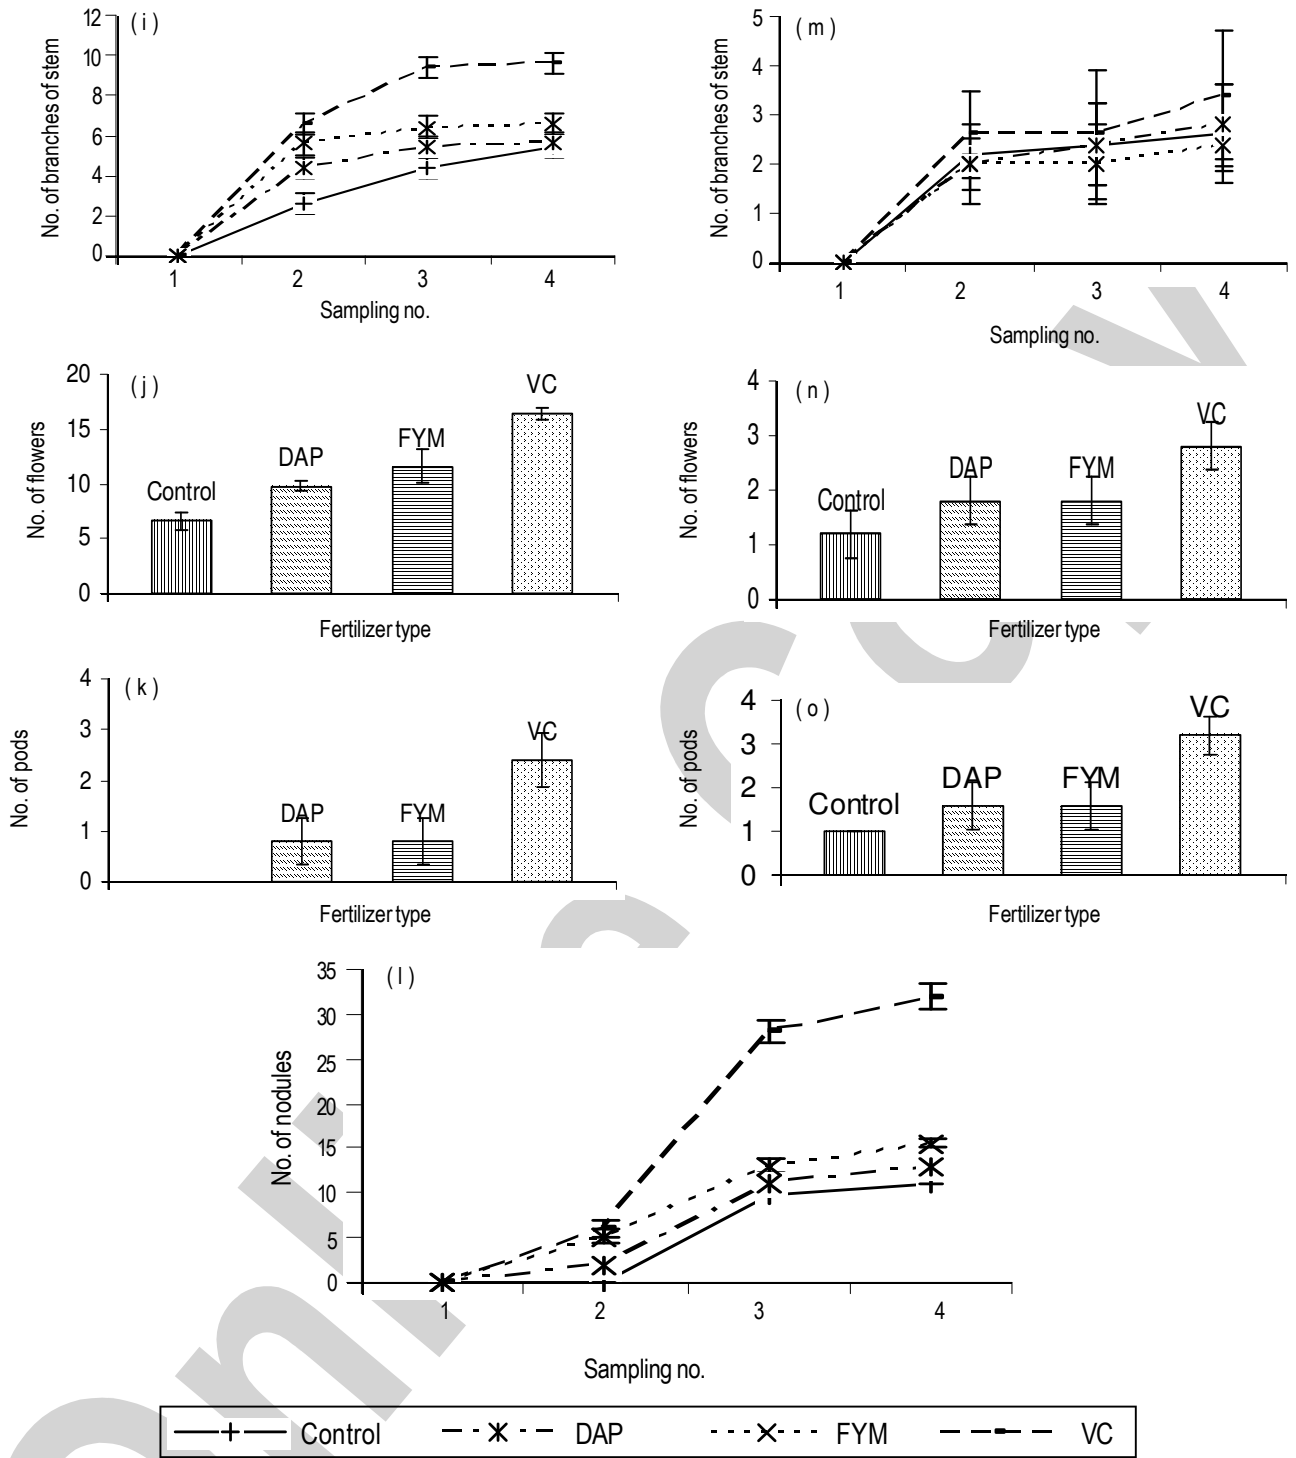 ( i )
No. of branches of stem
12
10
8
6
4
2
0
1 2 3 4
Sampling no.
( m )
No. of branches of stem
5
4
3
2
1
0
1 2 3 4
Sampling no.
( j )
No. of flowers
20
15
10
5
0
Control
DAP
FYM
VC
Fertilizer type
( n )
No. of flowers
4
3
2
1
0
Control
DAP
FYM
VC
Fertilizer type
( k )
No. of pods
4
3
2
1
0
DAP
FYM
VC
Fertilizer type
( o )
No. of pods
4
3
2
1
0
Control
DAP
FYM
VC
Fertilizer type
( l )
No. of nodules
35
30
25
20
15
10
5
0
1 2 3 4
Sampling no.
Control DAP FYM VC